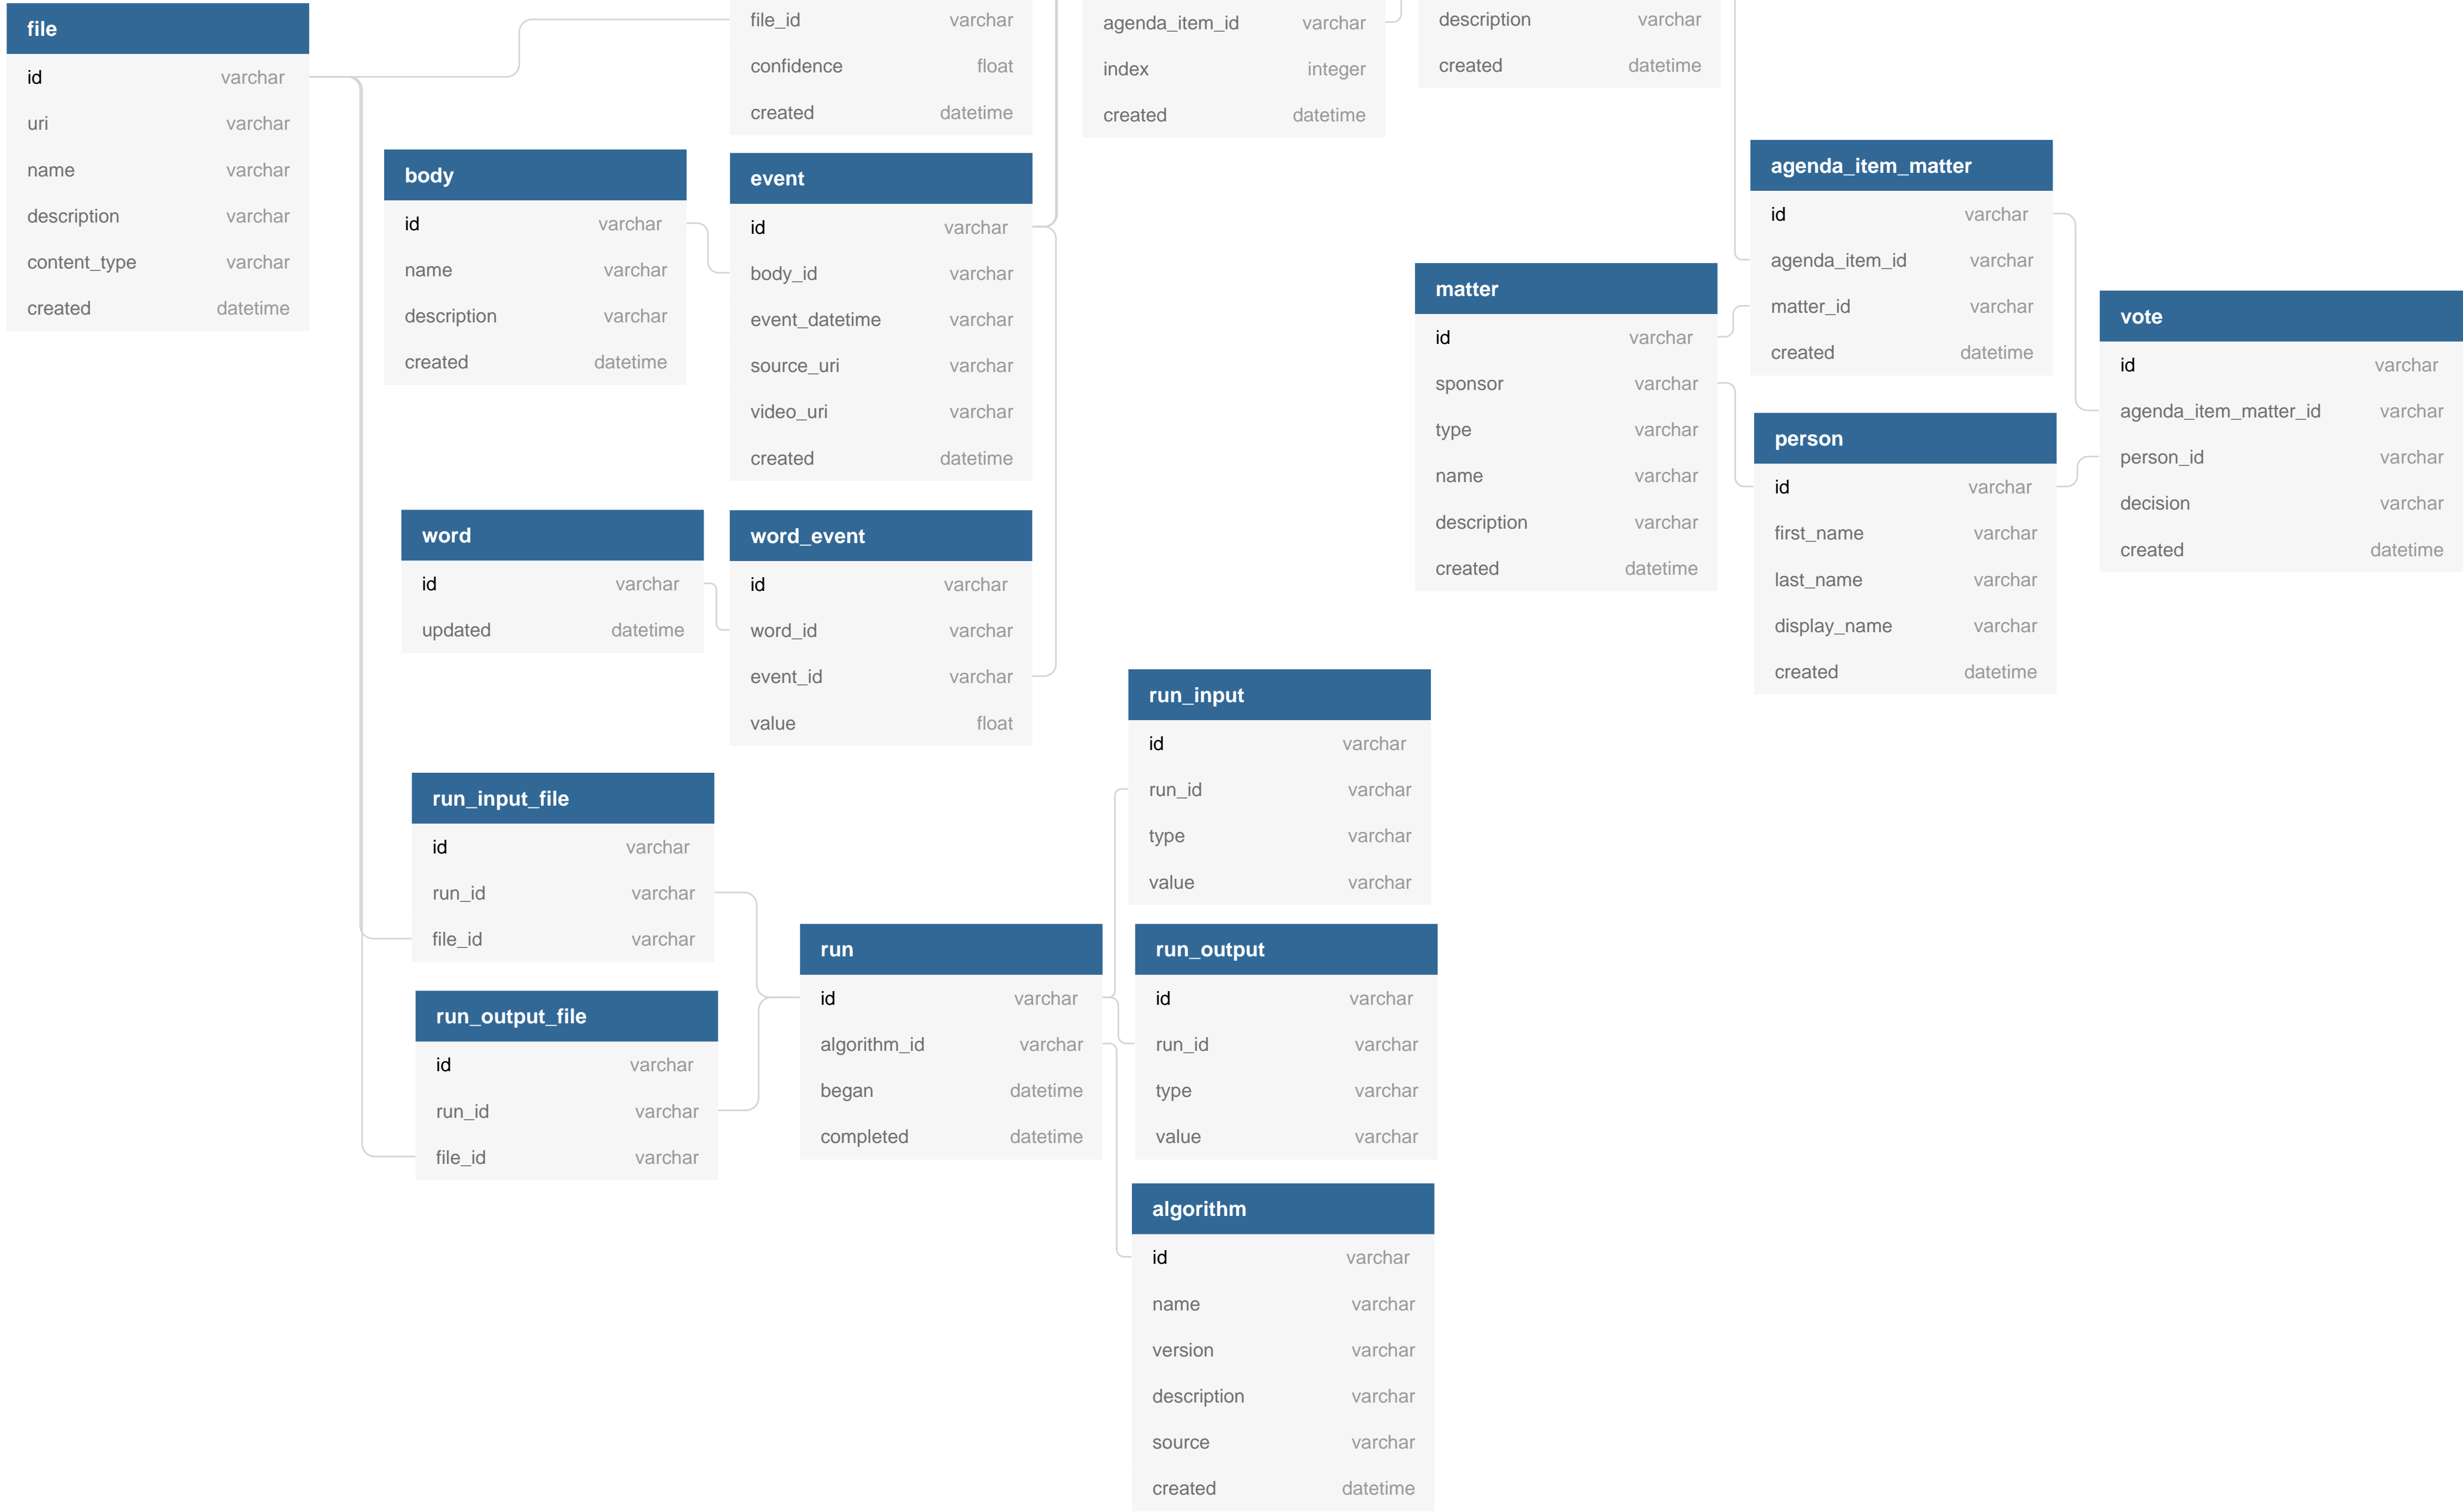 file
id varchar
uri varchar
name varchar
description varchar
content_type varchar
created datetime
file_id varchar
confidence float
created datetime
agenda_item_id varchar
index integer
created datetime
description varchar
created datetime
body
id varchar
name varchar
description varchar
created datetime
event
id varchar
body_id varchar
event_datetime varchar
source_uri varchar
video_uri varchar
created datetime
agenda_item_matter
id varchar
agenda_item_id varchar
matter_id varchar
created datetime
matter
id varchar
sponsor varchar
type varchar
name varchar
description varchar
created datetime
vote
id varchar
agenda_item_matter_id varchar
person_id varchar
decision varchar
created datetime
person
id varchar
first_name varchar
last_name varchar
display_name varchar
created datetime
word
id varchar
updated datetime
word_event
id varchar
word_id varchar
event_id varchar
value float
run_input
id varchar
run_id varchar
type varchar
value varchar
run_input_file
id varchar
run_id varchar
file_id varchar
run
id varchar
algorithm_id varchar
began datetime
completed datetime
run_output
id varchar
run_id varchar
type varchar
value varchar
run_output_file
id varchar
run_id varchar
file_id varchar
algorithm
id varchar
name varchar
version varchar
description varchar
source varchar
created datetime